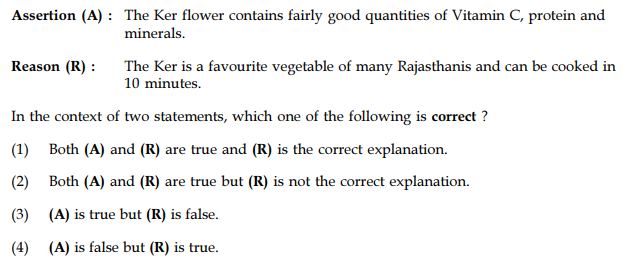 Assertion (A) : The Ker flower contains fairly good quantities of Vitamin C, protein and
minerals.
Reason (R) : The Ker is a favourite vegetable of many Rajasthanis and can be cooked in
10 minutes.
In the context of two statements, which one of the following is correct ?
(1) Both (A) and (R) are true and (R) is the correct explanation.
(2) Both (A) and (R) are true but (R) is not the correct explanation.
(3) (A) is true but (R) is false.
(4) (A) is false but (R) is true.